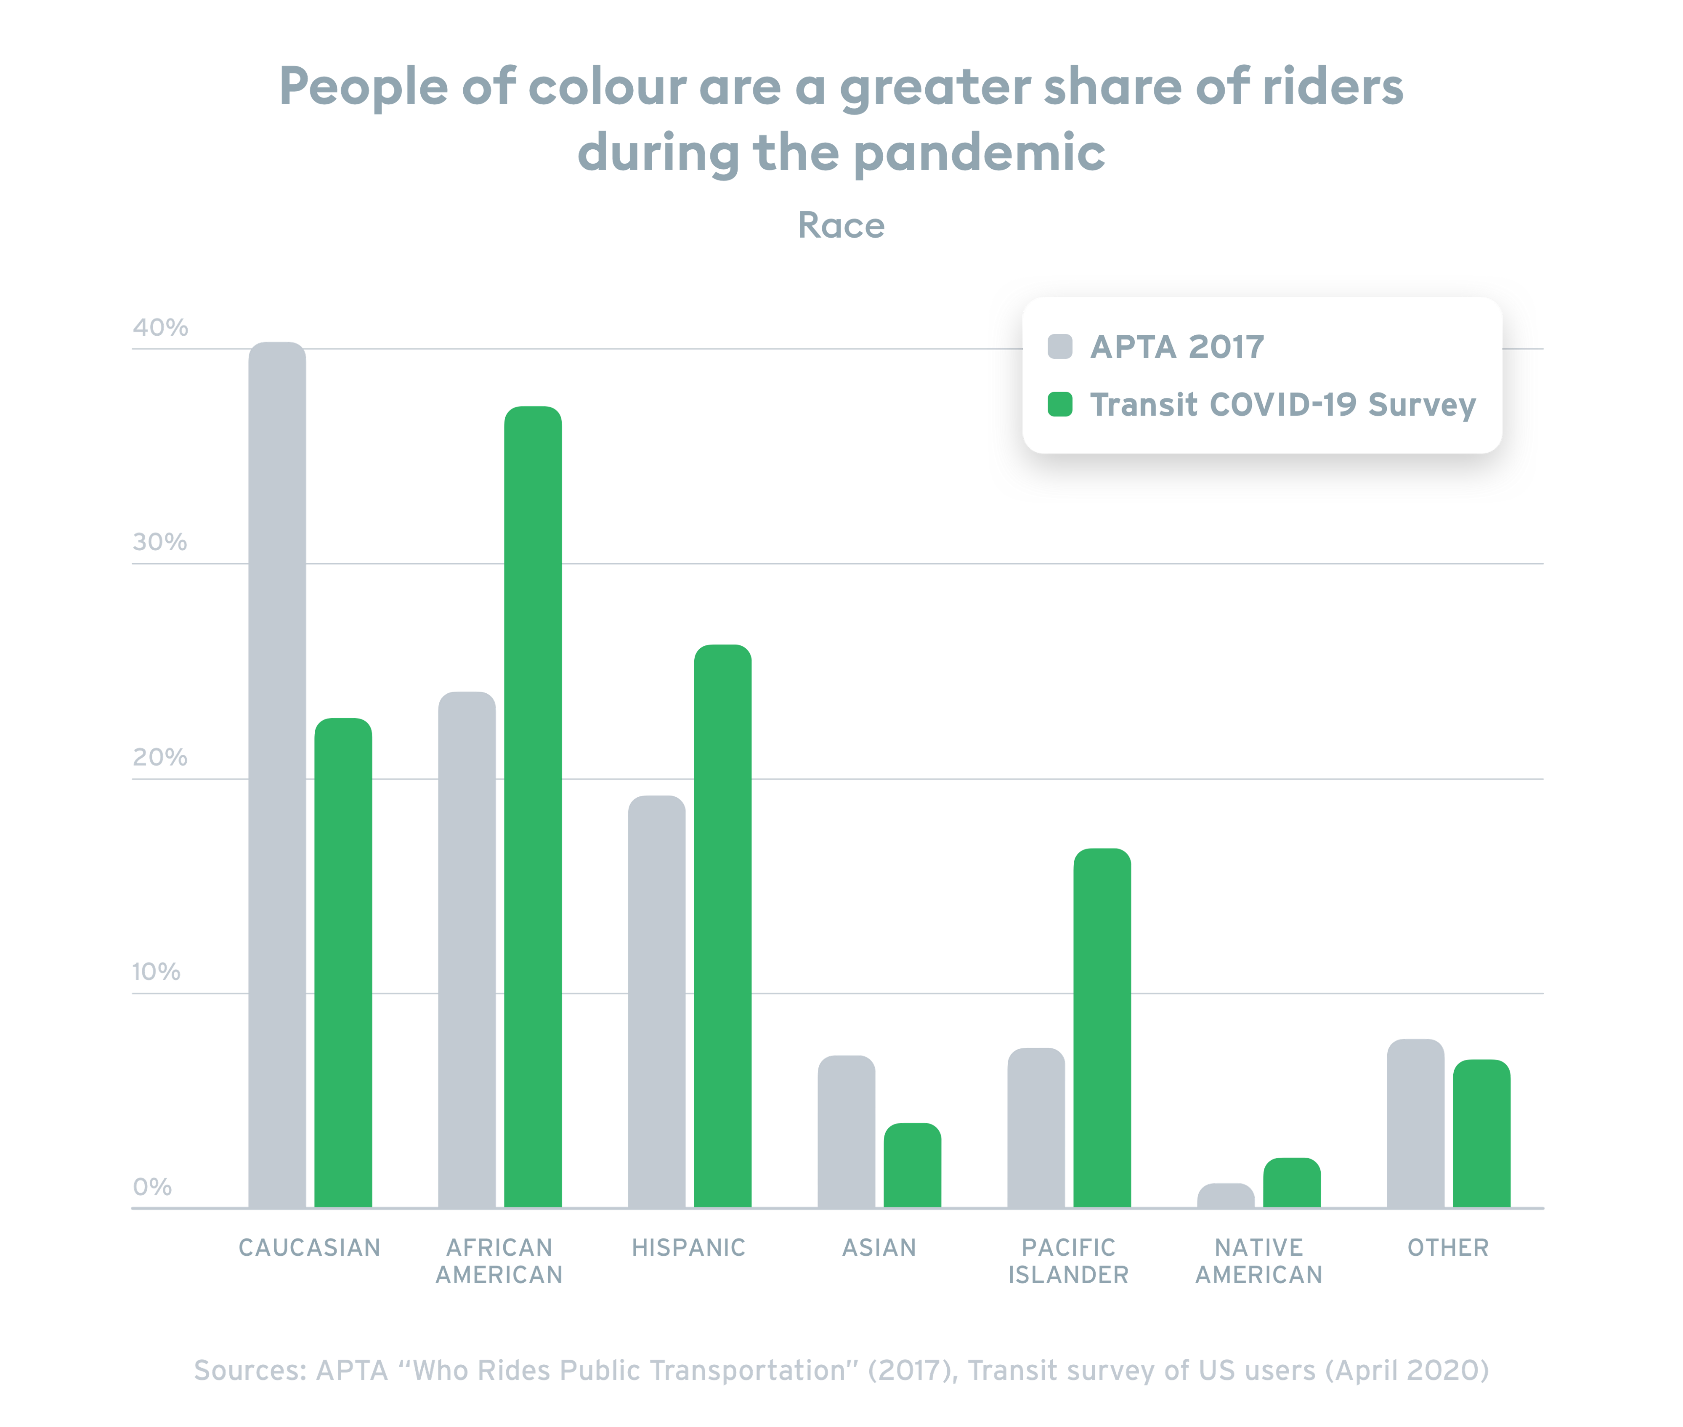 People of colour are a greater share of riders
during the pandemic
Race
APTA 2017
Transit COVID-19 Survey
40%
30%
20%
10%
0%
CAUCASIAN
AFRICAN
AMERICAN
HISPANIC
ASIAN
PACIFIC
ISLANDER
NATIVE
AMERICAN
OTHER
Sources: APTA “Who Rides Public Transportation” (2017), Transit survey of US users (April 2020)